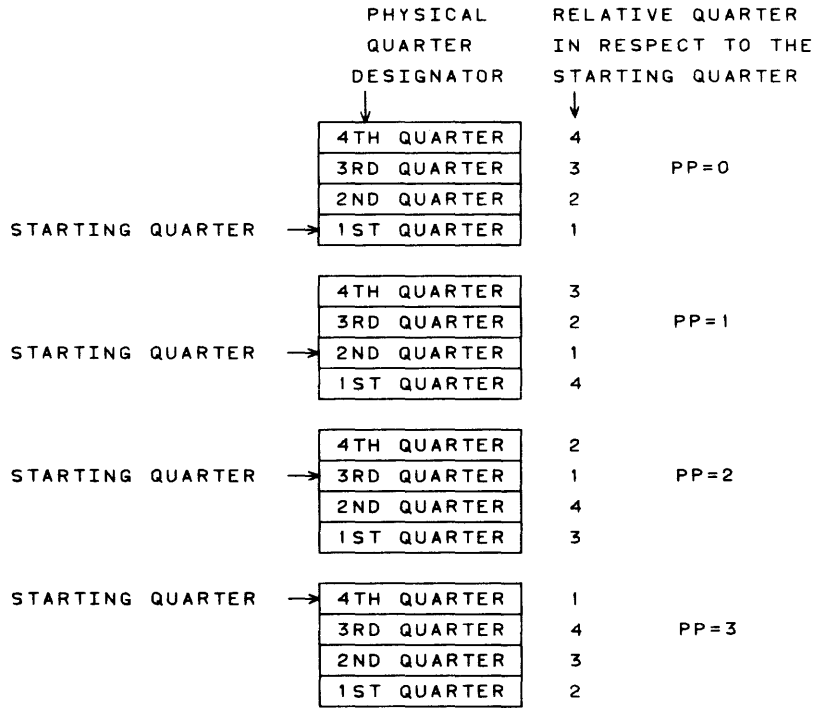 PHYSICAL RELATIVE QUARTER
QUARTER IN RESPECT TO THE
DESIGNATOR STARTING QUARTER
4TH QUARTER 4
3RD QUARTER 3 PP=0
2ND QUARTER 2
STARTING QUARTER 1ST QUARTER 1
4TH QUARTER 3
3RD QUARTER 2 PP=1
STARTING QUARTER 2ND QUARTER 1
1ST QUARTER 4
4TH QUARTER 2
STARTING QUARTER 3RD QUARTER 1 PP=2
2ND QUARTER 4
1ST QUARTER 3
STARTING QUARTER 4TH QUARTER 1
3RD QUARTER 4 PP=3
2ND QUARTER 3
1ST QUARTER 2